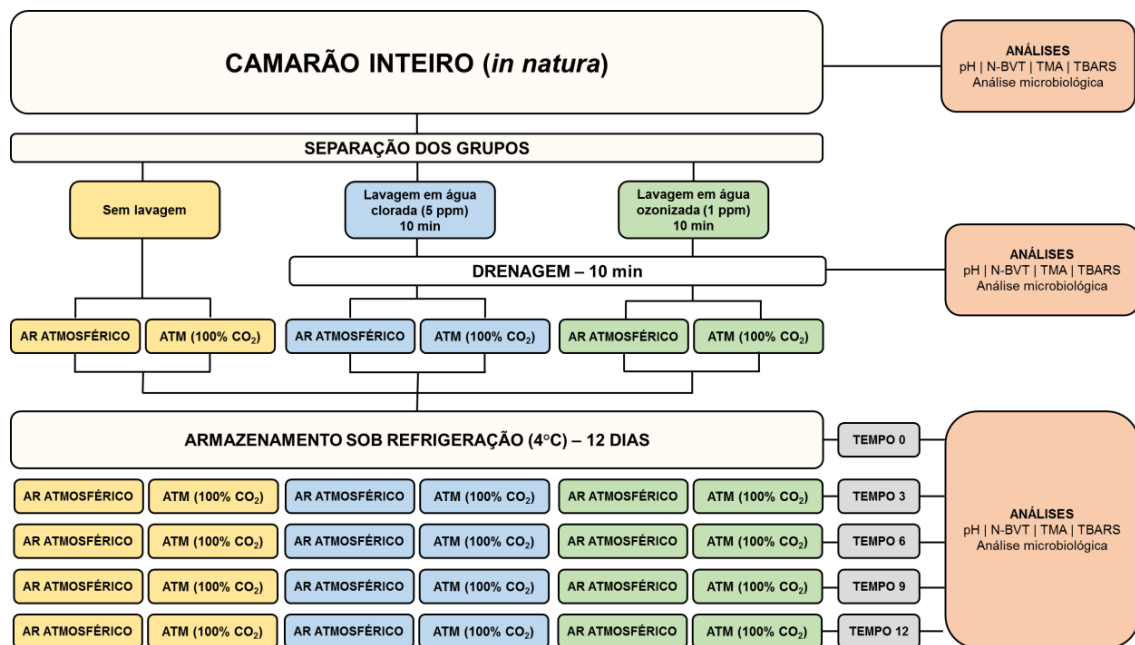 CAMARÃO INTEIRO (in natura)
ANÁLISES
pH | N-BVT | TMA | TBARS
Análise microbiológica
SEPARAÇÃO DOS GRUPOS
Sem lavagem
Lavagem em água
clorada (5 ppm)
10 min
Lavagem em água
ozonizada (1 ppm)
10 min
DRENAGEM – 10 min
ANÁLISES
pH | N-BVT | TMA | TBARS
Análise microbiológica
AR ATMOSFÉRICO
ATM (100% CO₂)
AR ATMOSFÉRICO
ATM (100% CO₂)
AR ATMOSFÉRICO
ATM (100% CO₂)
ARMAZENAMENTO SOB REFRIGERAÇÃO (4°C) – 12 DIAS
TEMPO 0
AR ATMOSFÉRICO
ATM (100% CO₂)
AR ATMOSFÉRICO
ATM (100% CO₂)
AR ATMOSFÉRICO
ATM (100% CO₂)
TEMPO 3
AR ATMOSFÉRICO
ATM (100% CO₂)
AR ATMOSFÉRICO
ATM (100% CO₂)
AR ATMOSFÉRICO
ATM (100% CO₂)
TEMPO 6
AR ATMOSFÉRICO
ATM (100% CO₂)
AR ATMOSFÉRICO
ATM (100% CO₂)
AR ATMOSFÉRICO
ATM (100% CO₂)
TEMPO 9
AR ATMOSFÉRICO
ATM (100% CO₂)
AR ATMOSFÉRICO
ATM (100% CO₂)
AR ATMOSFÉRICO
ATM (100% CO₂)
TEMPO 12
ANÁLISES
pH | N-BVT | TMA | TBARS
Análise microbiológica